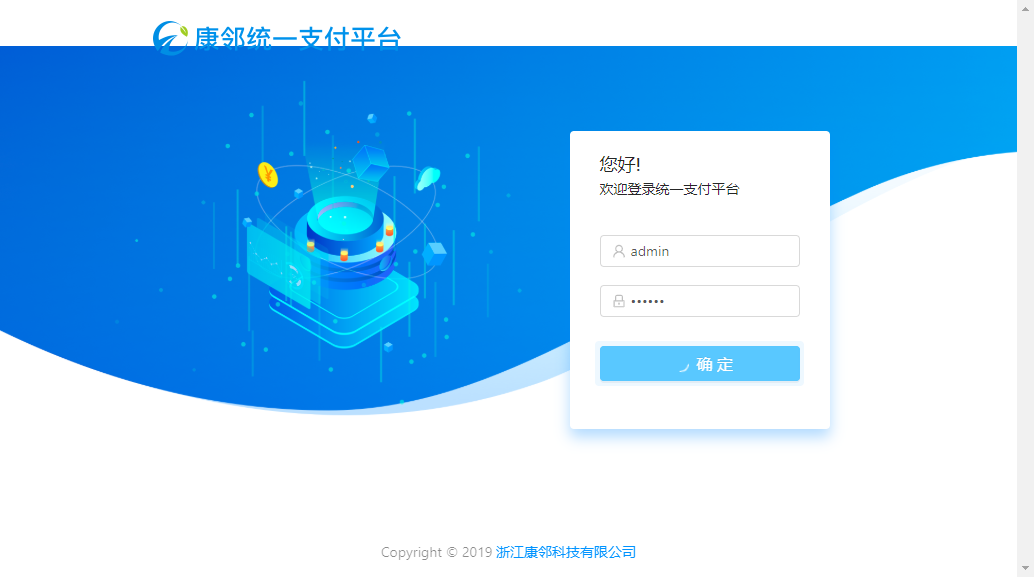 康邻统一支付平台
您好!
欢迎登录统一支付平台
admin
••••••
确 定
Copyright © 2019 浙江康邻科技有限公司